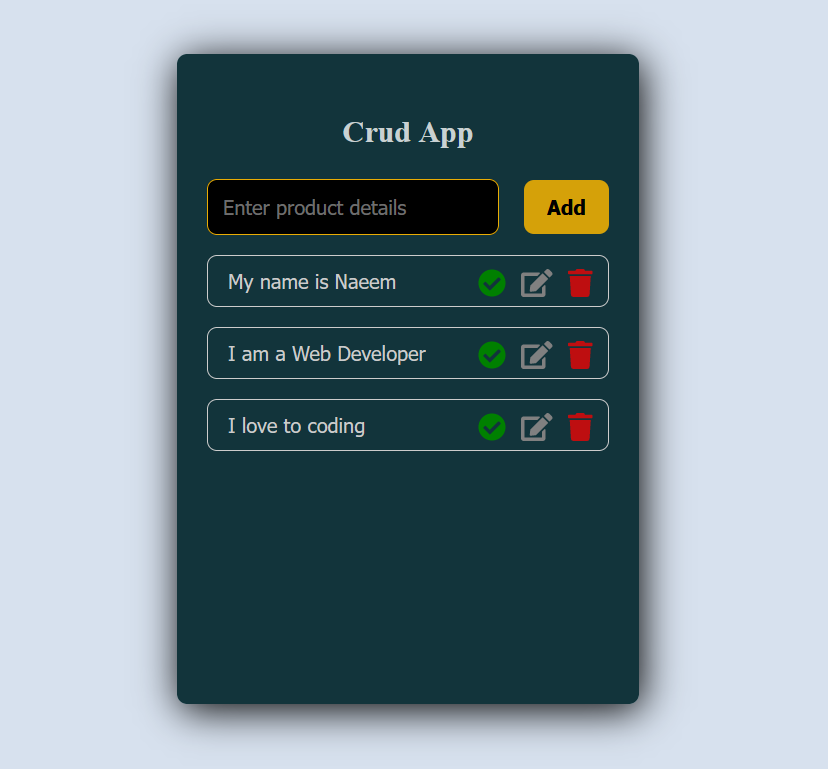 Crud App
Enter product details
Add
My name is Naeem
I am a Web Developer
I love to coding